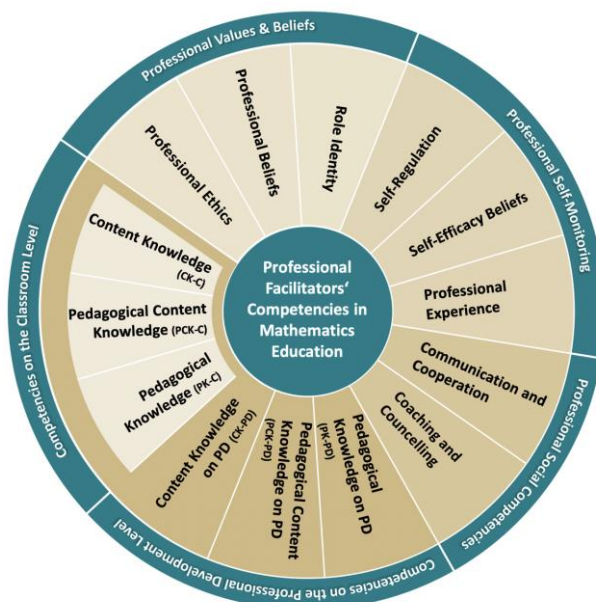 Professional Values & Beliefs
Professional Ethics
Professional Beliefs
Role Identity
Professional Self-Monitoring
Self-Regulation
Self-Efficacy Beliefs
Professional
Experience
Professional Social Competencies
Communication and
Cooperation
Coaching and
Councelling
Competencies on the Professional Development Level
Pedagogical
Knowledge on PD
(PK-PD)
Pedagogical Content
Knowledge on PD
(PCK-PD)
Content Knowledge
on PD (CK-PD)
Competencies on the Classroom Level
Content Knowledge
(CK-C)
Pedagogical Content
Knowledge (PCK-C)
Pedagogical
Knowledge (PK-C)
Professional
Facilitators‘
Competencies in
Mathematics
Education